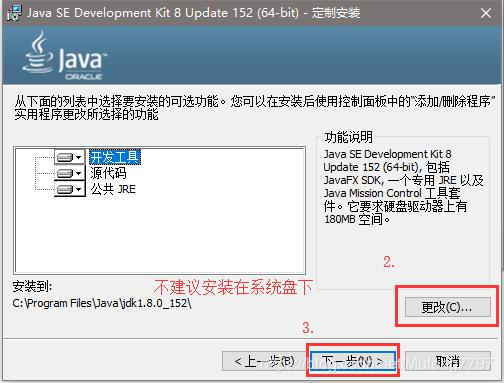 Java SE Development Kit 8 Update 152 (64-bit) - 定制安装
Java
ORACLE
从下面的列表中选择要安装的可选功能。您可以在安装后使用控制面板中的“添加/删除程序”
实用程序更改所选择的功能
开发工具
源代码
公共 JRE
功能说明
Java SE Development Kit 8
Update 152 (64-bit), 包括
JavaFX SDK, 一个专用 JRE 以及
Java Mission Control 工具套
件。它要求硬盘驱动器上有
180MB 空间。
安装到:
不建议安装在系统盘下
C:\Program Files\Java\jdk1.8.0_152\
2.
更改(C)...
3.
< 上一步(B)
下一步(N) >
取消